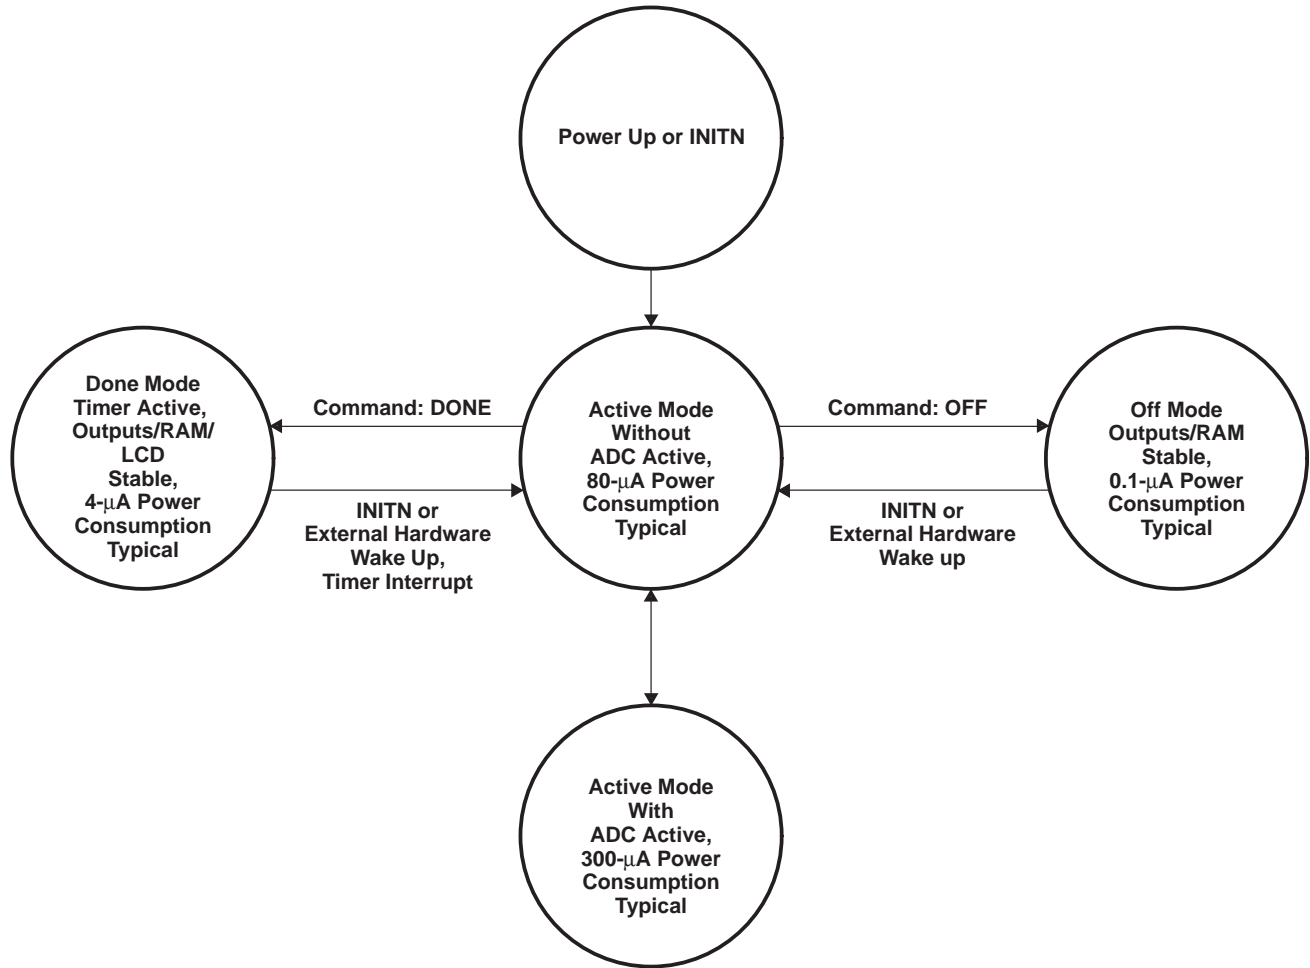 Power Up or INITN
Done Mode
Timer Active,
Outputs/RAM/
LCD
Stable,
4-μA Power
Consumption
Typical
Command: DONE
INITN or
External Hardware
Wake Up,
Timer Interrupt
Active Mode
Without
ADC Active,
80-μA Power
Consumption
Typical
Command: OFF
INITN or
External Hardware
Wake up
Off Mode
Outputs/RAM
Stable,
0.1-μA Power
Consumption
Typical
Active Mode
With
ADC Active,
300-μA Power
Consumption
Typical